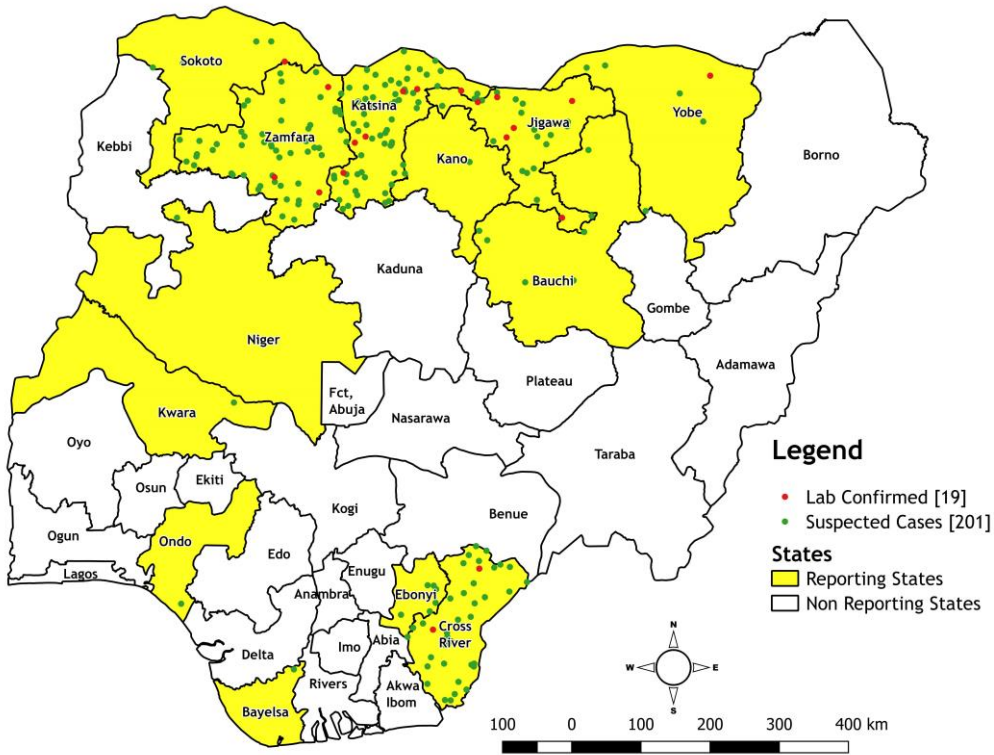 Sokoto
Katsina
Yobe
Jigawa
Zamfara
Kebbi
Kano
Borno
Kaduna
Bauchi
Gombe
Niger
Adamawa
Plateau
Fct,
Abuja
Kwara
Nasarawa
Oyo
Taraba
Osun
Ekiti
Kogi
Benue
Ogun
Ondo
Edo
Enugu
Lagos
Anambra
Ebonyi
Cross
River
Delta
Imo
Abia
Rivers
Akwa
Ibom
Bayelsa
Legend
Lab Confirmed [19]
Suspected Cases [201]
States
Reporting States
Non Reporting States
N
W
E
S
100 0 100 200 300 400 km